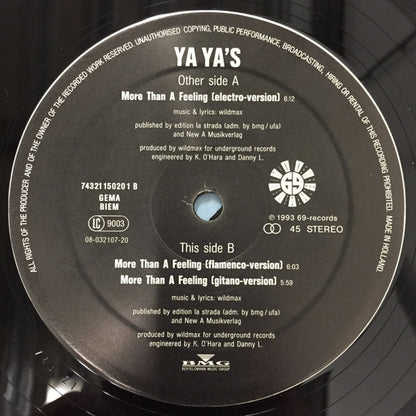 ALL RIGHTS OF THE PRODUCER AND OF THE OWNER OF THE RECORDED WORK RESERVED. UNAUTHORISED COPYING, PUBLIC PERFORMANCE, BROADCASTING, HIRING OR RENTAL OF THIS RECORDING PROHIBITED. MADE IN HOLLAND.
YA YA'S
Other side A
More Than A Feeling (electro-version) 6:12
music & lyrics: wildmax
published by edition la strada (adm. by bmg / ufa)
and New A Musikverlag
produced by wildmax for underground records
engineered by K. O'Hara and Danny L.
74321150201 B
GEMA
BIEM
LC 9003
08-032107-20
69
℗ 1993 69-records
45 STEREO
This side B
More Than A Feeling (flamenco-version) 6:03
More Than A Feeling (gitano-version) 5:59
music & lyrics: wildmax
published by edition la strada (adm. by bmg / ufa)
and New A Musikverlag
produced by wildmax for underground records
engineered by K. O'Hara and Danny L.
BMG
BERTELSMANN MUSIC GROUP